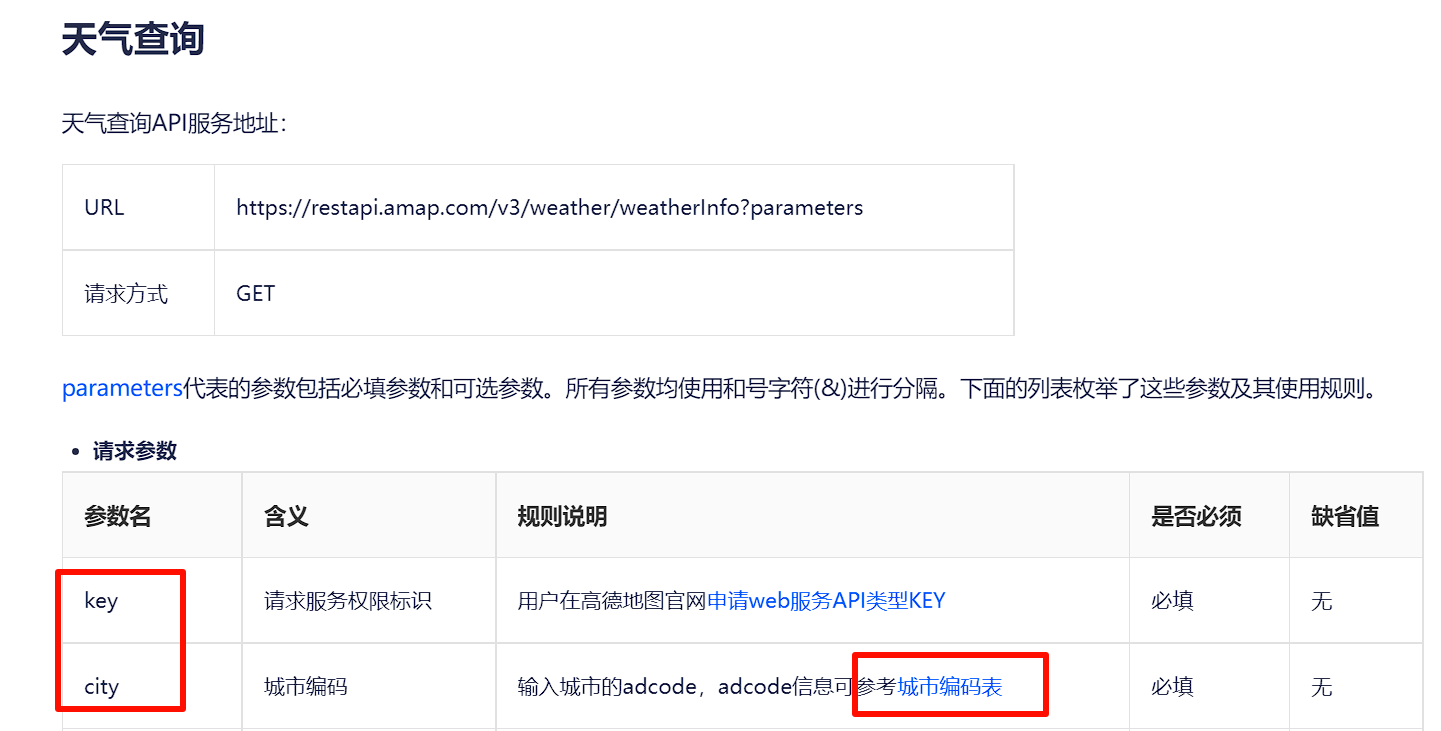 天气查询
天气查询API服务地址：
URL https://restapi.amap.com/v3/weather/weatherInfo?parameters
请求方式 GET
parameters代表的参数包括必填参数和可选参数。所有参数均使用和号字符(&)进行分隔。下面的列表枚举了这些参数及其使用规则。
• 请求参数
参数名 含义 规则说明 是否必须 缺省值
key 请求服务权限标识 用户在高德地图官网申请web服务API类型KEY 必填 无
city 城市编码 输入城市的adcode，adcode信息可参考城市编码表 必填 无